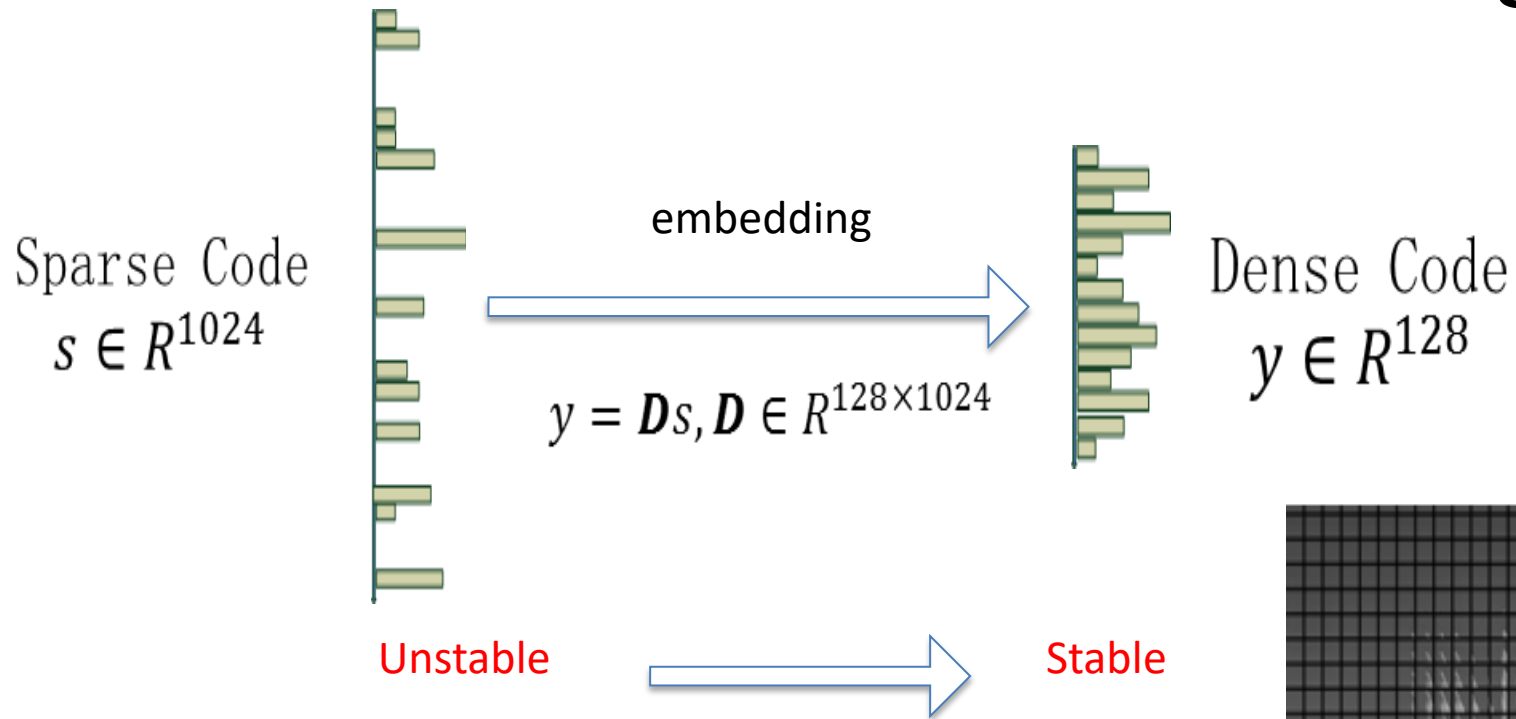 embedding
Sparse Code
s ∈ R^1024
Dense Code
y ∈ R^128
y = Ds, D ∈ R^128×1024
Unstable
Stable